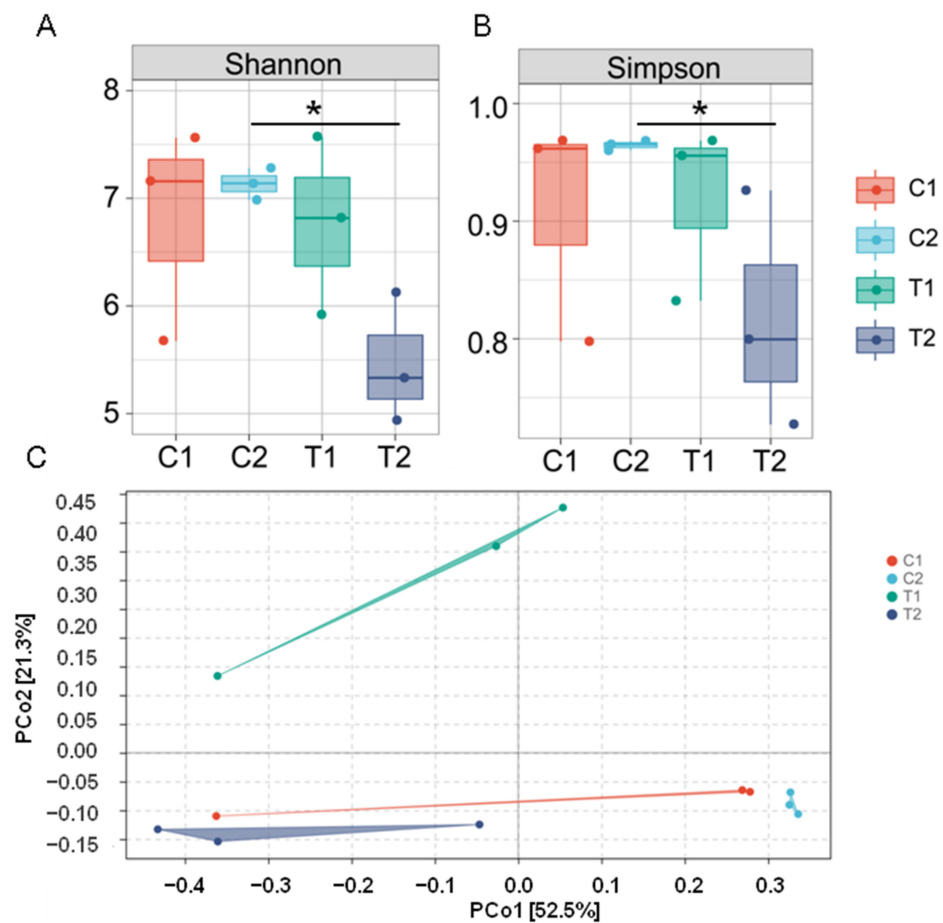 A
B
Shannon
Simpson
*
*
8
7
6
5
1.0
0.9
0.8
C1
C2
T1
T2
C1 C2 T1 T2
C1 C2 T1 T2
C
0.45
0.40
0.35
0.30
0.20
0.15
0.10
0.05
0.00
−0.05
−0.10
−0.15
PCo2 [21.3%]
C1
C2
T1
T2
−0.4 −0.3 −0.2 −0.1 0.0 0.1 0.2 0.3
PCo1 [52.5%]